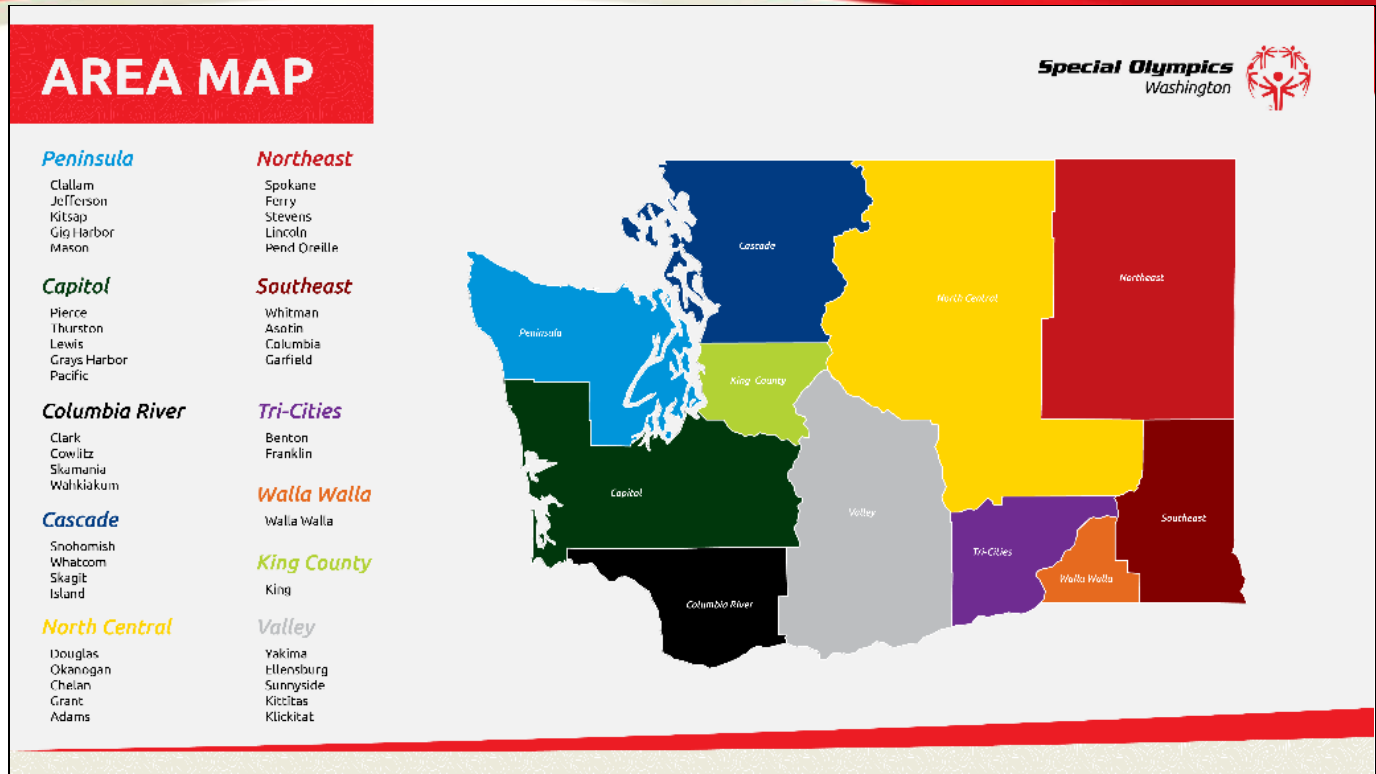 AREA MAP
Special Olympics
Washington
Peninsula
Clallam
Jefferson
Kitsap
Gig Harbor
Mason
Capitol
Pierce
Thurston
Lewis
Grays Harbor
Pacific
Columbia River
Clark
Cowlitz
Skamania
Wahkiakum
Cascade
Snohomish
Whatcom
Skagit
Island
North Central
Douglas
Okanogan
Chelan
Grant
Adams
Northeast
Spokane
Ferry
Stevens
Lincoln
Pend Oreille
Southeast
Whitman
Asotin
Columbia
Garfield
Tri-Cities
Benton
Franklin
Walla Walla
Walla Walla
King County
King
Valley
Yakima
Ellensburg
Sunnyside
Kittitas
Klickitat
Cascade
North Central
Northeast
Peninsula
King County
Capitol
Valley
Southeast
Tri-Cities
Walla Walla
Columbia River